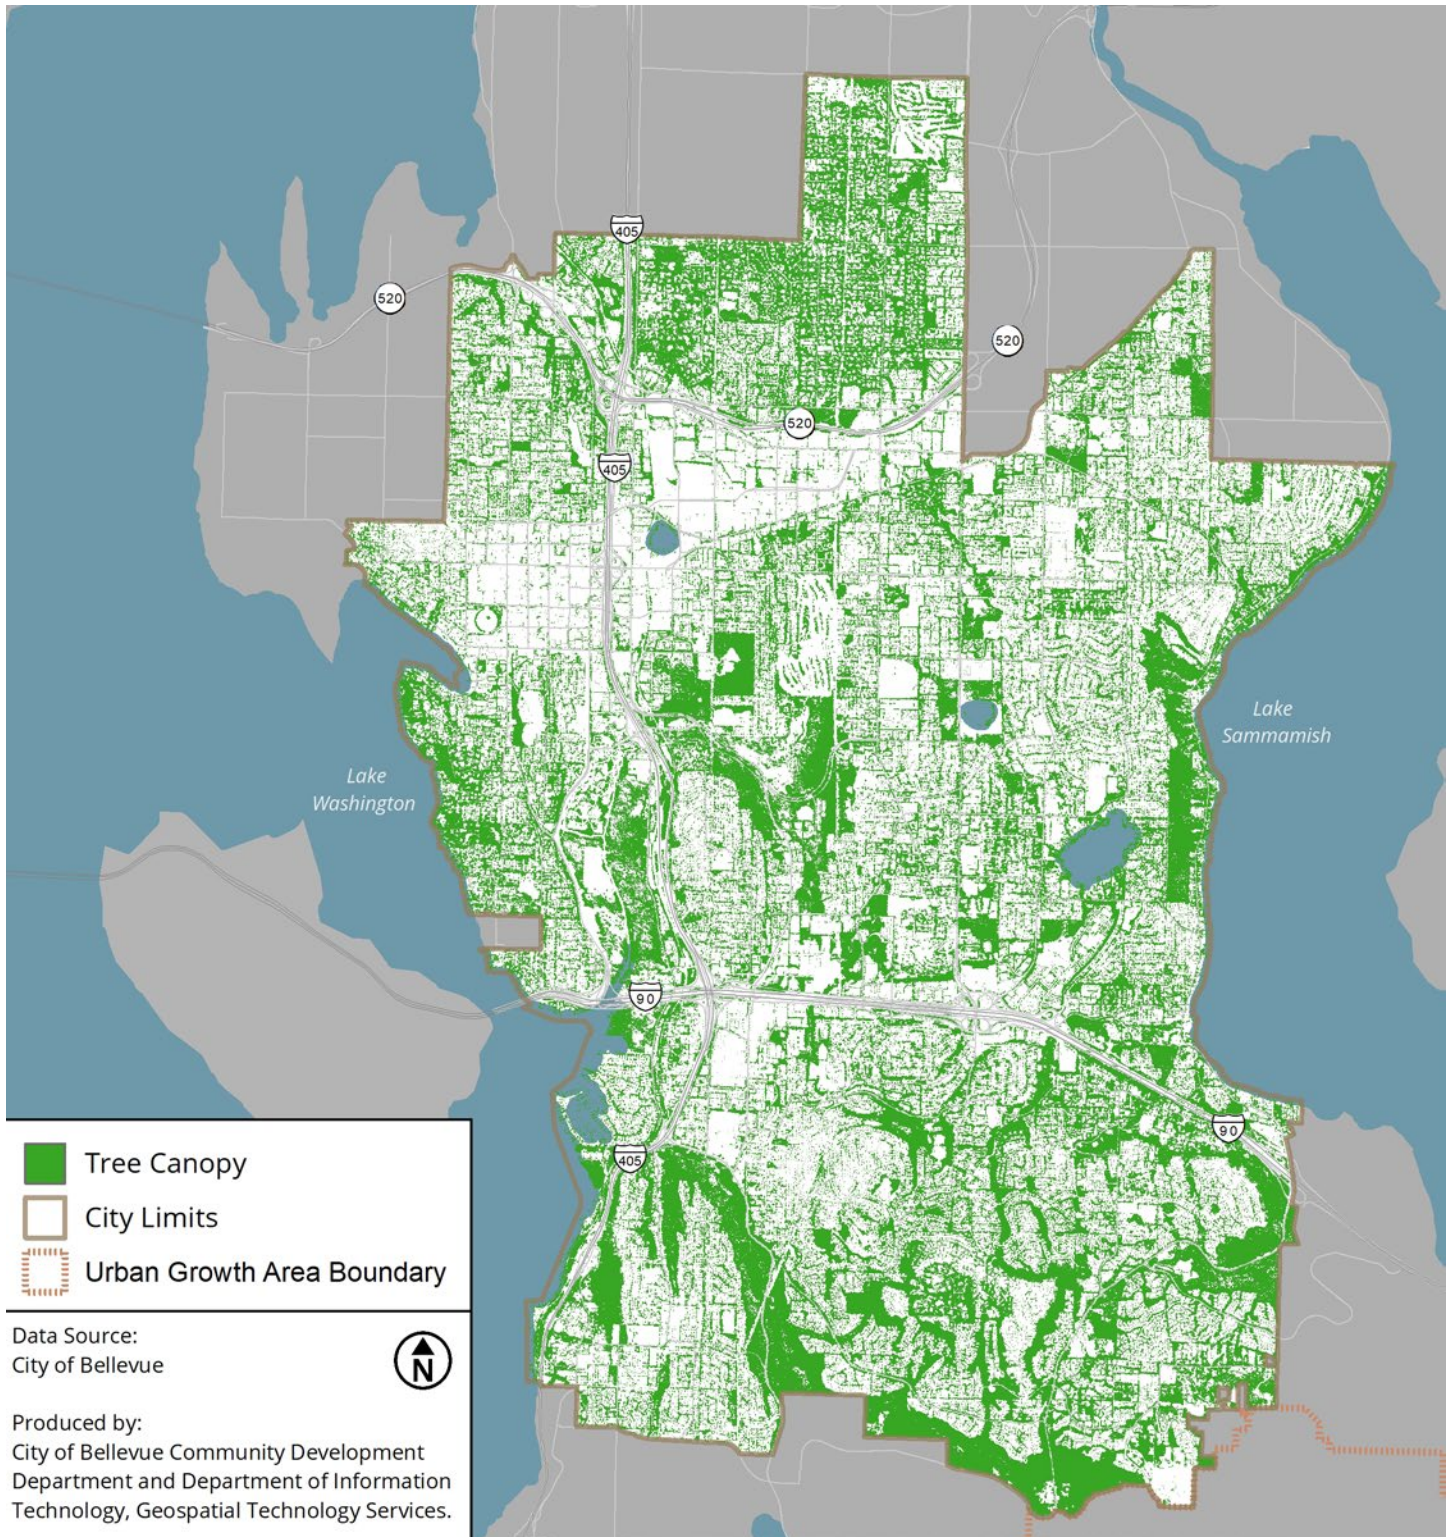 405
520
520
520
405
Lake
Sammamish
Lake
Washington
90
90
405
Tree Canopy
City Limits
Urban Growth Area Boundary
Data Source:
City of Bellevue
N
Produced by:
City of Bellevue Community Development
Department and Department of Information
Technology, Geospatial Technology Services.